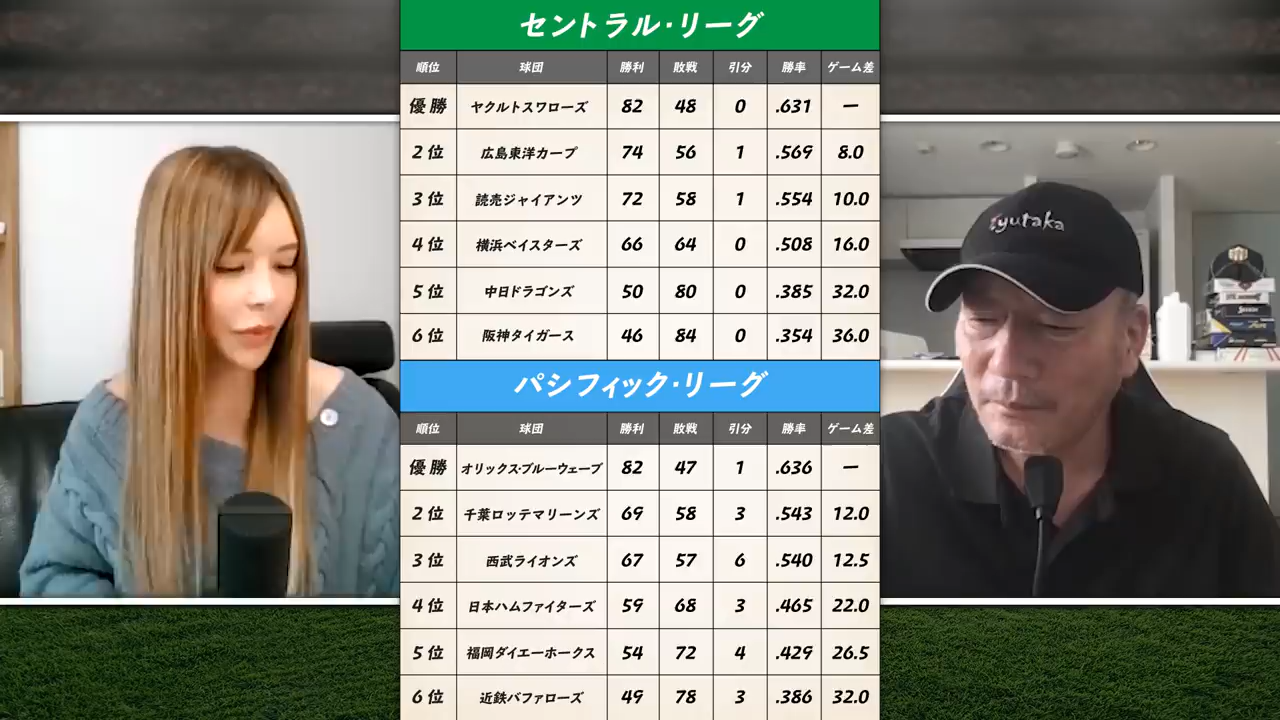 セントラル・リーグ
順位 球団 勝利 敗戦 引分 勝率 ゲーム差
優勝 ヤクルトスワローズ 82 48 0 .631 ー
2位 広島東洋カープ 74 56 1 .569 8.0
3位 読売ジャイアンツ 72 58 1 .554 10.0
4位 横浜ベイスターズ 66 64 0 .508 16.0
5位 中日ドラゴンズ 50 80 0 .385 32.0
6位 阪神タイガース 46 84 0 .354 36.0
パシフィック・リーグ
順位 球団 勝利 敗戦 引分 勝率 ゲーム差
優勝 オリックス・ブルーウェーブ 82 47 1 .636 ー
2位 千葉ロッテマリーンズ 69 58 3 .543 12.0
3位 西武ライオンズ 67 57 6 .540 12.5
4位 日本ハムファイターズ 59 68 3 .465 22.0
5位 福岡ダイエーホークス 54 72 4 .429 26.5
6位 近鉄バファローズ 49 78 3 .386 32.0